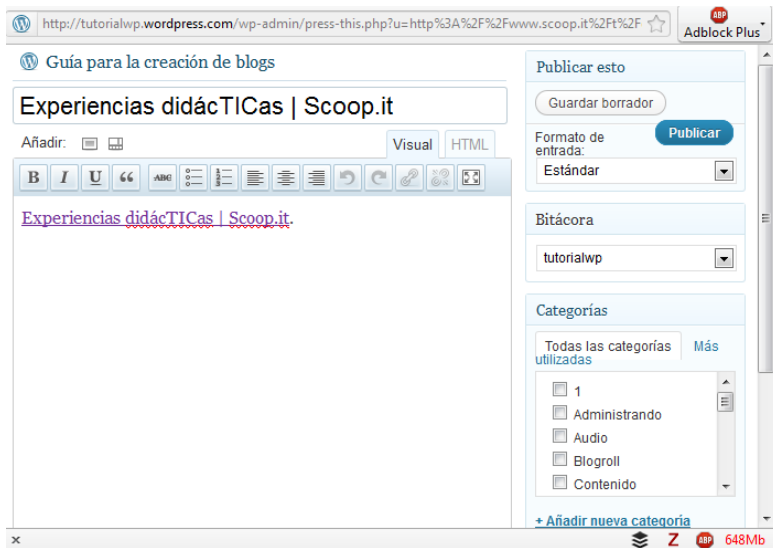 http://tutorialwp.wordpress.com/wp-admin/press-this.php?u=http%3A%2F%2Fwww.scoop.it%2Ft%2F
ABP
Adblock Plus
Guía para la creación de blogs
Experiencias didácTICas | Scoop.it
Añadir:
Visual HTML
B I U “ ABC
Experiencias didácTICas | Scoop.it.
Publicar esto
Guardar borrador
Formato de
entrada:
Publicar
Estándar
Bitácora
tutorialwp
Categorías
Todas las categorías Más
utilizadas
1
Administrando
Audio
Blogroll
Contenido
+ Añadir nueva categoría
× Z ABP 648Mb